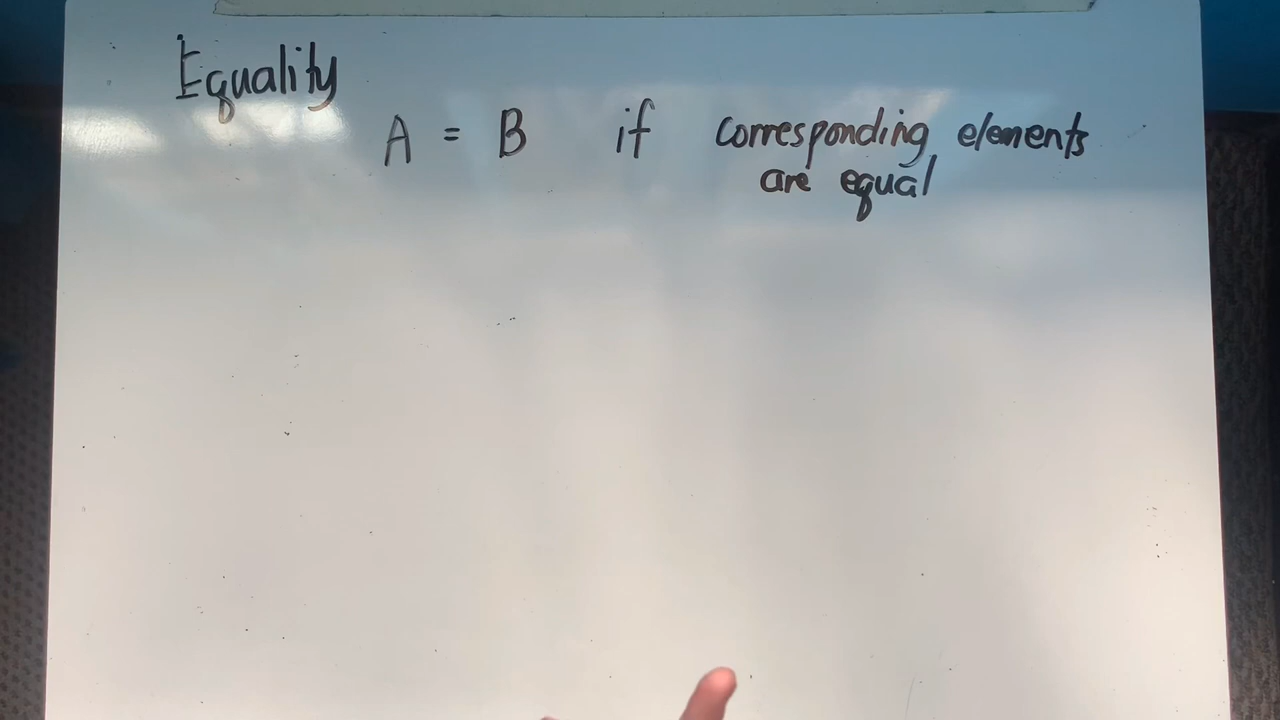 Equality
A = B if corresponding elements
are equal